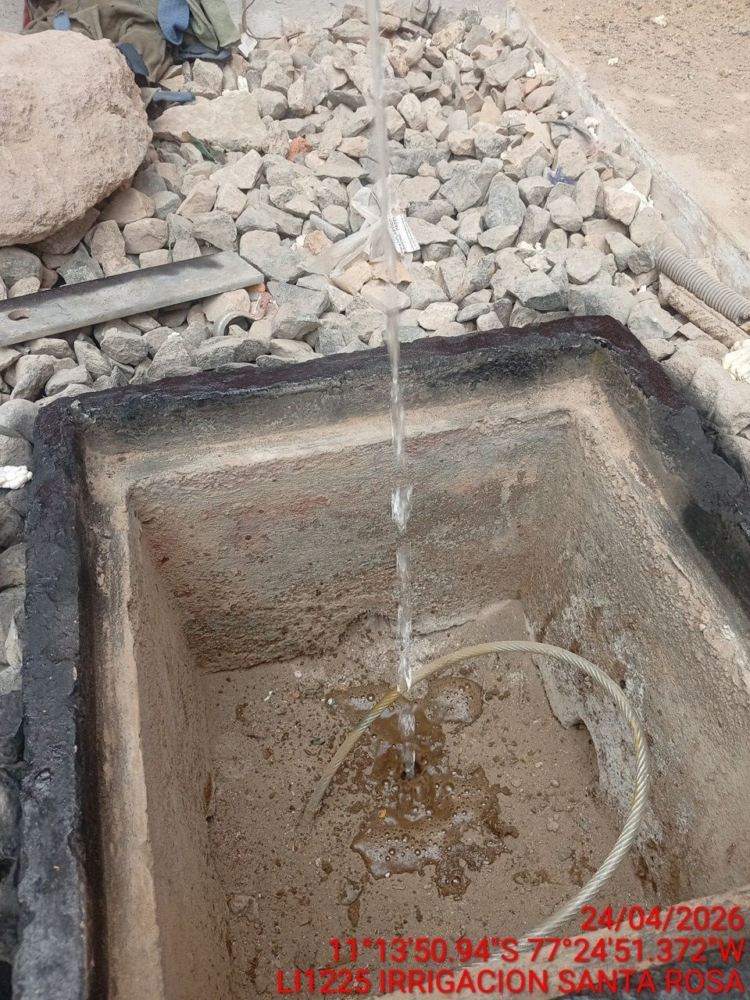 24/04/2026
11°13'50.94"S 77°24'51.372"W
LI1225 IRRIGACION SANTA ROSA